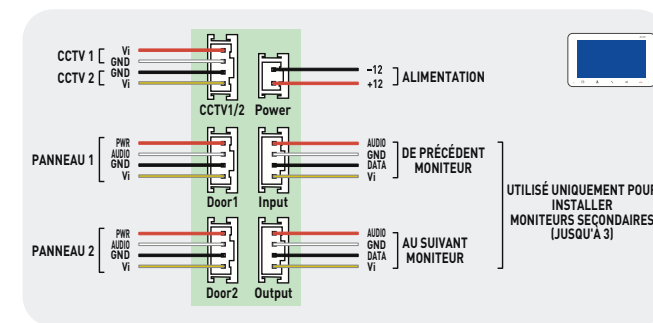 CCTV 1
Vi
GND
CCTV 2
GND
Vi
CCTV1/2
Power
-12
+12
ALIMENTATION
PANNEAU 1
PWR
AUDIO
GND
Vi
Door1
Input
AUDIO
GND
DATA
Vi
DE PRÉCÉDENT
MONITEUR
PANNEAU 2
PWR
AUDIO
GND
Vi
Door2
Output
AUDIO
GND
DATA
Vi
AU SUIVANT
MONITEUR
UTILISÉ UNIQUEMENT POUR
INSTALLER
MONITEURS SECONDAIRES
(JUSQU'À 3)